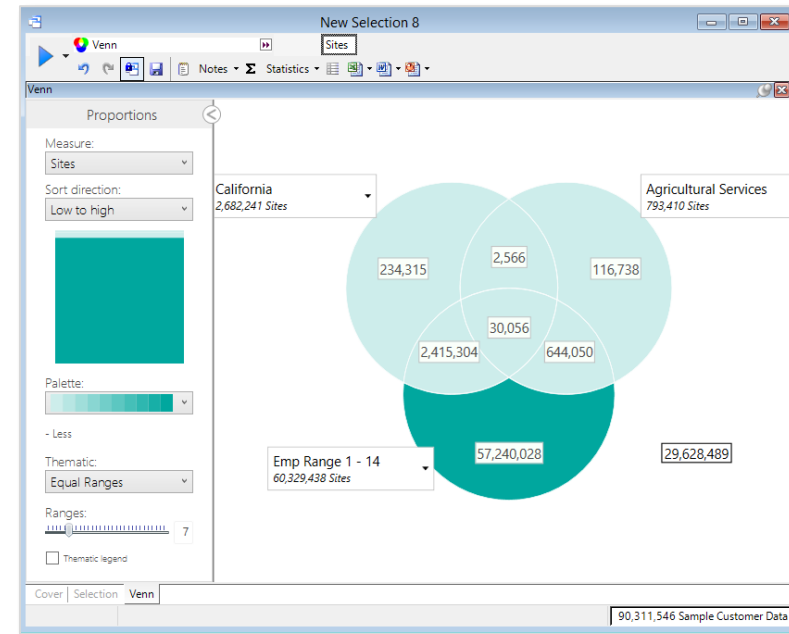 New Selection 8
Venn
Sites
Notes
Σ Statistics
Venn
Proportions
Measure:
Sites
Sort direction:
Low to high
Palette:
- Less
Thematic:
Equal Ranges
Ranges:
7
Thematic legend
California
2,682,241 Sites
Agricultural Services
793,410 Sites
234,315
2,566
116,738
30,056
2,415,304
644,050
Emp Range 1 - 14
60,329,438 Sites
57,240,028
29,628,489
Cover
Selection
Venn
90,311,546 Sample Customer Data